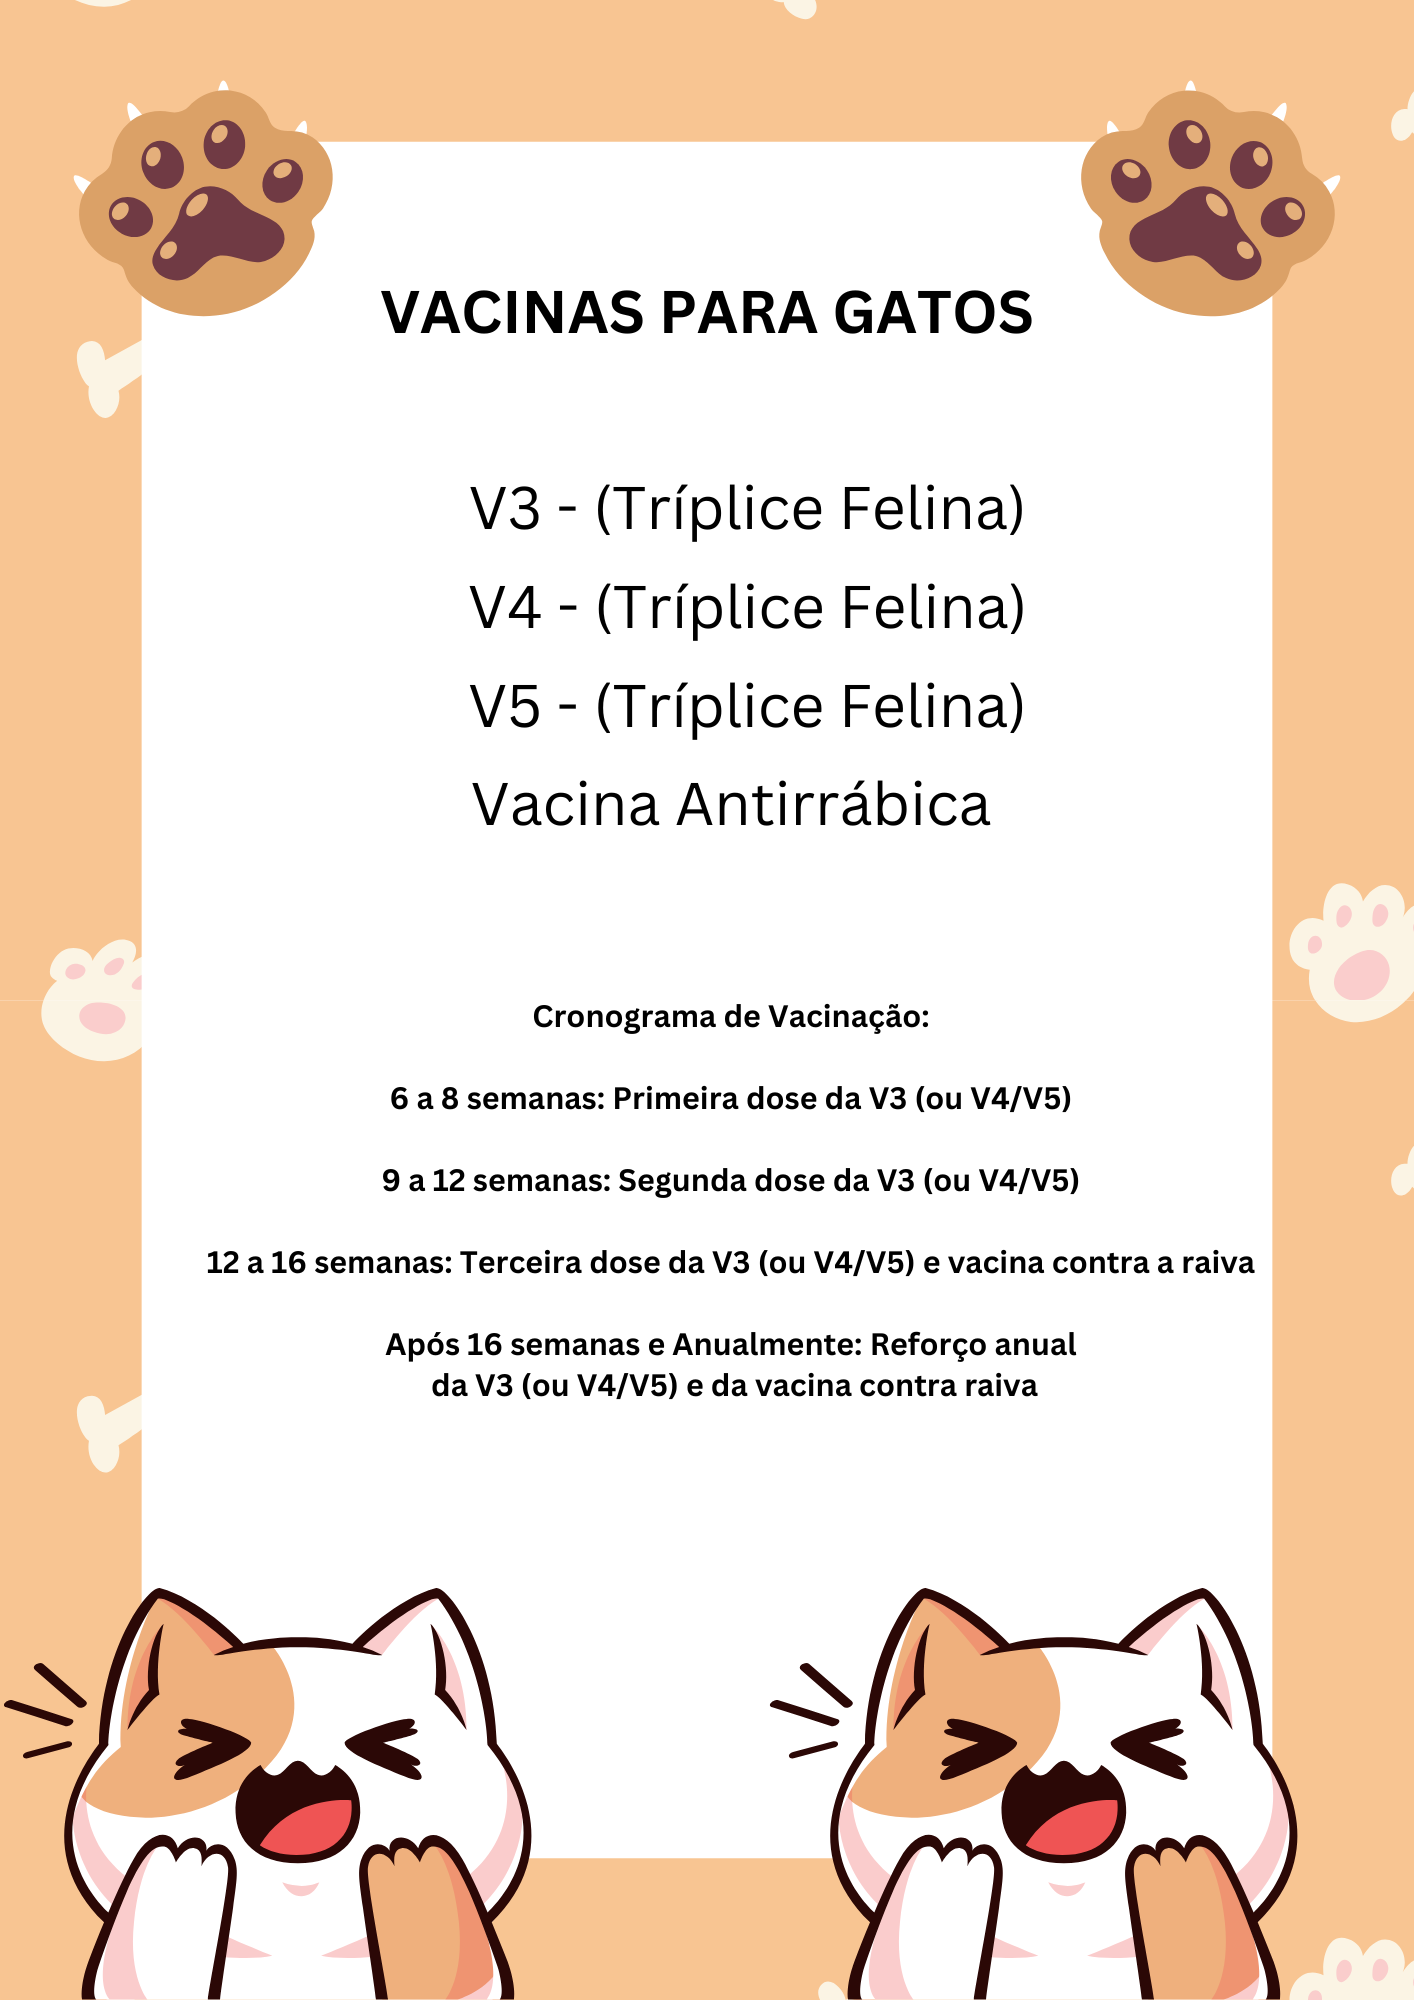 VACINAS PARA GATOS
V3 - (Tríplice Felina)
V4 - (Tríplice Felina)
V5 - (Tríplice Felina)
Vacina Antirrábica
Cronograma de Vacinação:
6 a 8 semanas: Primeira dose da V3 (ou V4/V5)
9 a 12 semanas: Segunda dose da V3 (ou V4/V5)
12 a 16 semanas: Terceira dose da V3 (ou V4/V5) e vacina contra a raiva
Após 16 semanas e Anualmente: Reforço anual
da V3 (ou V4/V5) e da vacina contra raiva